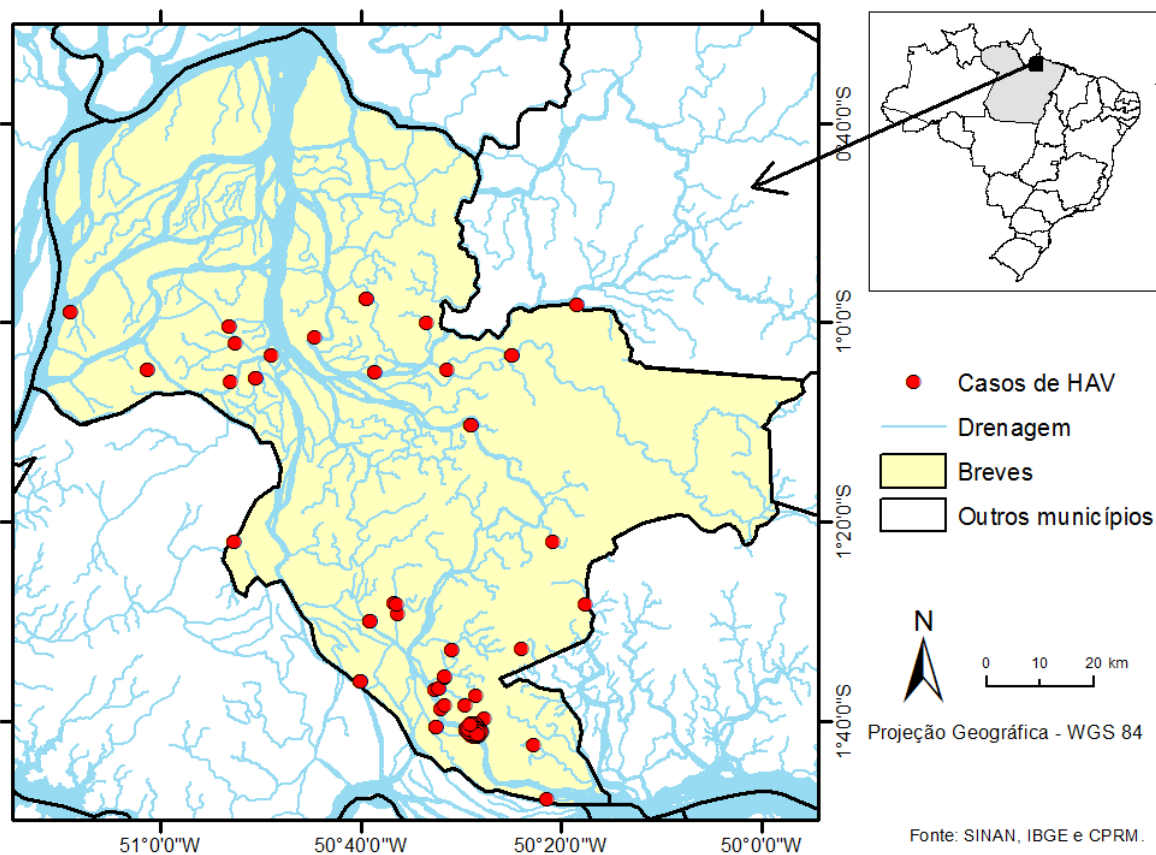 0°40'0"S
1°0'0"S
1°20'0"S
1°40'0"S
51°0'0"W
50°40'0"W
50°20'0"W
50°0'0"W
Casos de HAV
Drenagem
Breves
Outros municípios
N
0 10 20 km
Projeção Geográfica - WGS 84
Fonte: SINAN, IBGE e CPRM.